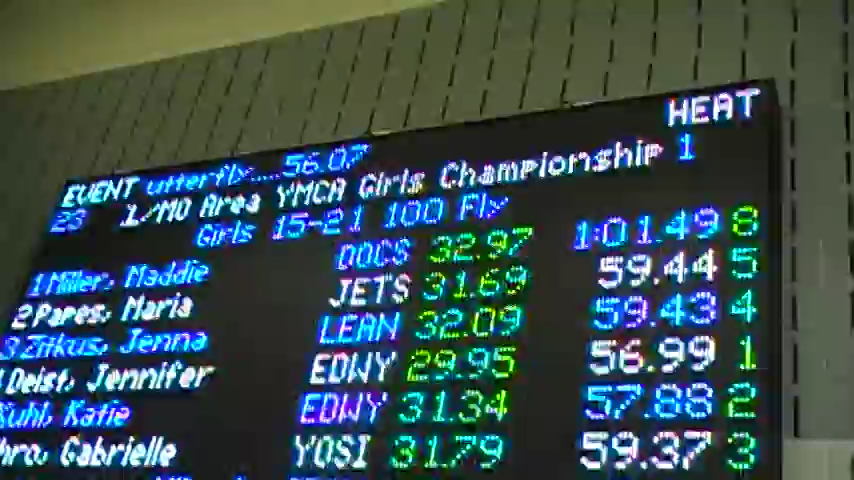 HEAT
EVENT utterfly....56.07
23 1/MO Area YMCA Girls Championship 1
Girls 15-21 100 Fly
1 Miller, Maddie DOCS 32.97 1:01.49 8
2 Pares, Maria JETS 31.69 59.44 5
3 Zitkus, Jenna LEAN 32.09 59.43 4
Deist, Jennifer EDWY 29.95 56.99 1
Kuhl, Katie EDWY 31.34 57.88 2
Gabrielle YOSI 31.79 59.37 3